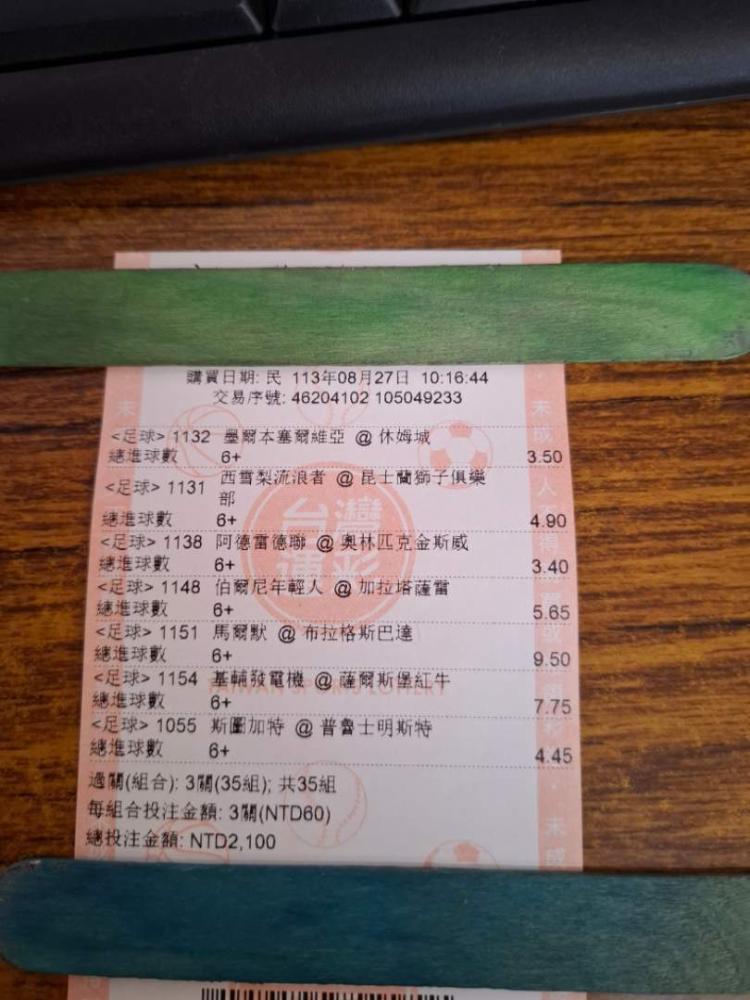 購買日期: 民 113年08月27日 10:16:44
交易序號: 46204102 105049233
<足球> 1132 墨爾本塞爾維亞 @ 休姆城
總進球數 6+ 3.50
<足球> 1131 西雪梨流浪者 @ 昆士蘭獅子俱樂部
總進球數 6+ 4.90
<足球> 1138 阿德雷德聯 @ 奧林匹克金斯威
總進球數 6+ 3.40
<足球> 1148 伯爾尼年輕人 @ 加拉塔薩雷
總進球數 6+ 5.65
<足球> 1151 馬爾默 @ 布拉格斯巴達
總進球數 6+ 9.50
<足球> 1154 基輔發電機 @ 薩爾斯堡紅牛
總進球數 6+ 7.75
<足球> 1055 斯圖加特 @ 普魯士明斯特
總進球數 6+ 4.45
過關(組合): 3關(35組); 共35組
每組合投注金額: 3關(NTD60)
總投注金額: NTD2,100
台灣
運彩
TAIWAN SPORTS LOTTERY